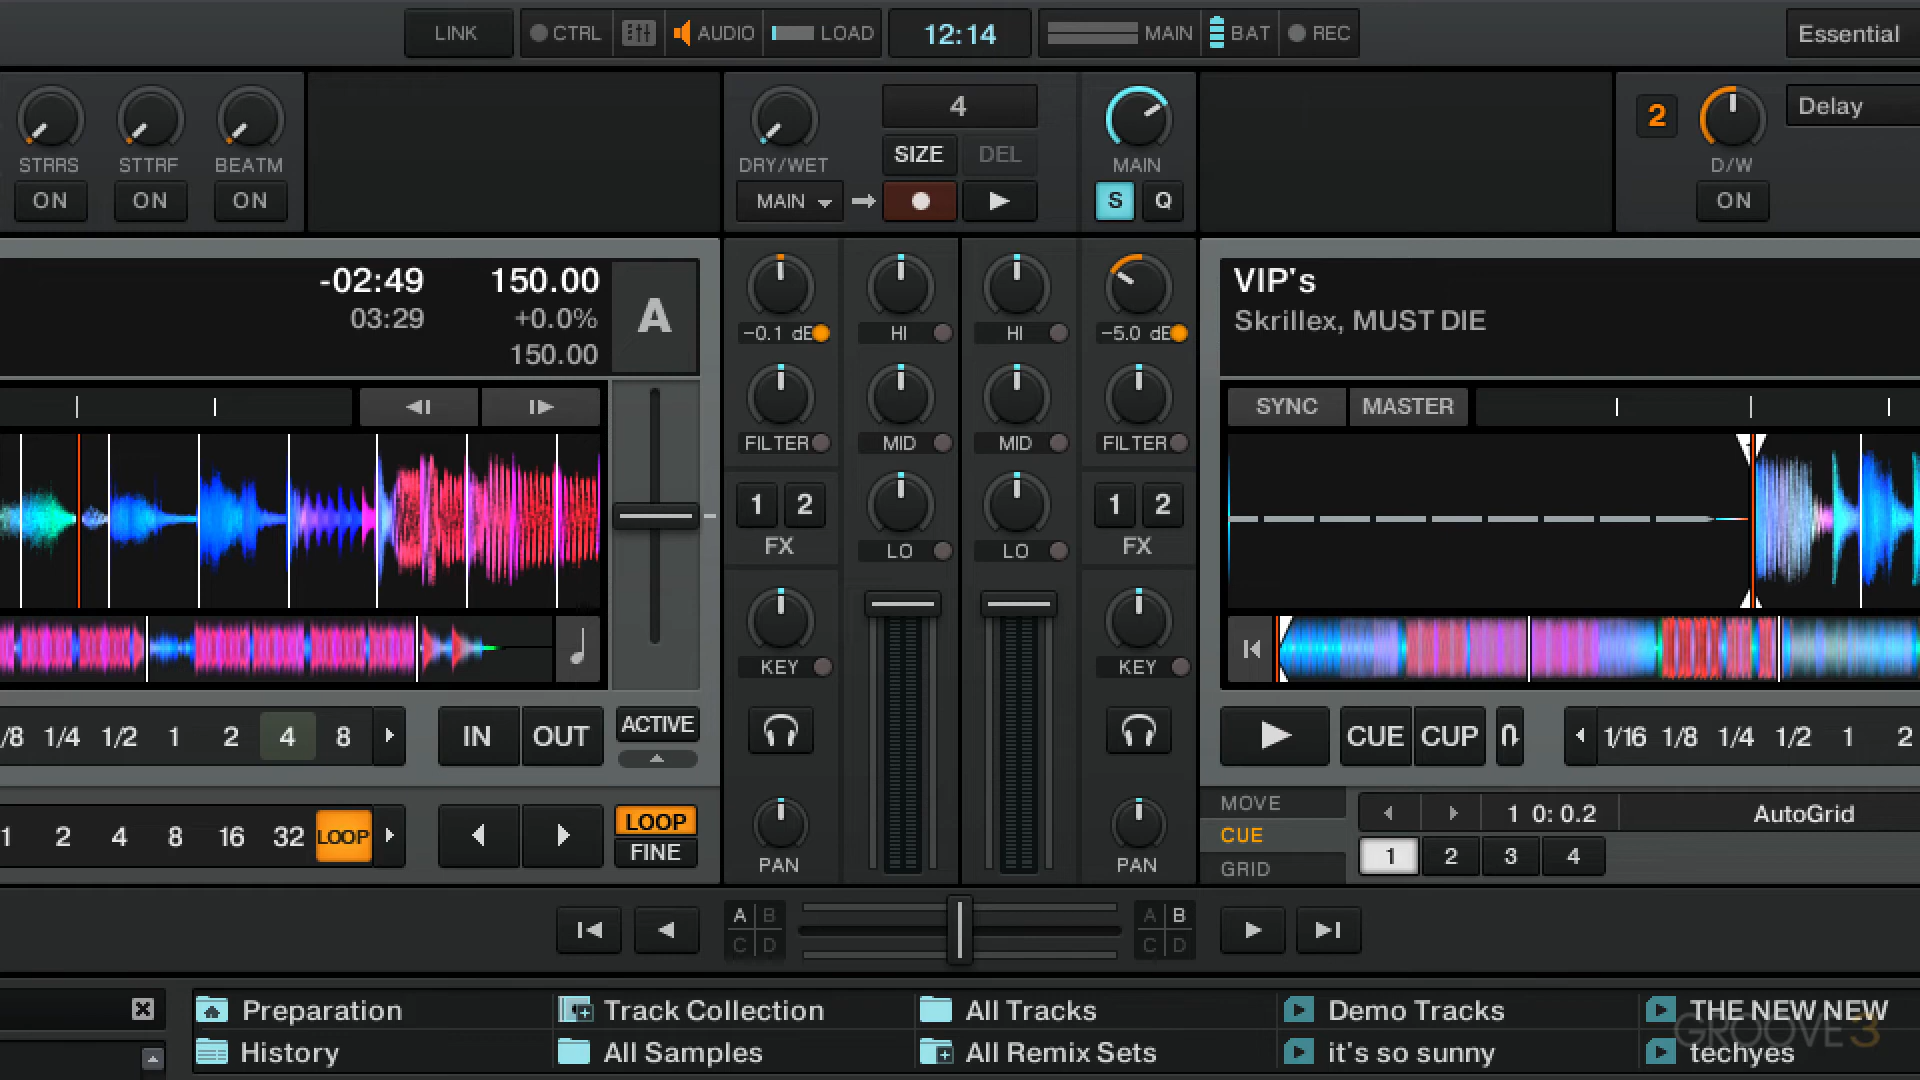 LINK CTRL AUDIO LOAD 12:14 MAIN BAT REC Essential
STRRS STTRF BEATM
ON ON ON
DRY/WET 4
SIZE DEL
MAIN
MAIN
S Q
2 D/W Delay
ON
-02:49 150.00
03:29 +0.0%
150.00
A
-0.1 dE HI HI -5.0 dE
FILTER MID MID FILTER
1 2 1 2
FX LO LO FX
KEY KEY
PAN PAN
VIP's
Skrillex, MUST DIE
SYNC MASTER
/8 1/4 1/2 1 2 4 8 IN OUT ACTIVE
1 2 4 8 16 32 LOOP LOOP
FINE
CUE CUP 1/16 1/8 1/4 1/2 1 2
MOVE 1 0: 0.2 AutoGrid
CUE
GRID
1 2 3 4
A B A B
C D C D
Preparation Track Collection All Tracks Demo Tracks THE NEW NEW
History All Samples All Remix Sets it's so sunny techyes
GROOVE3